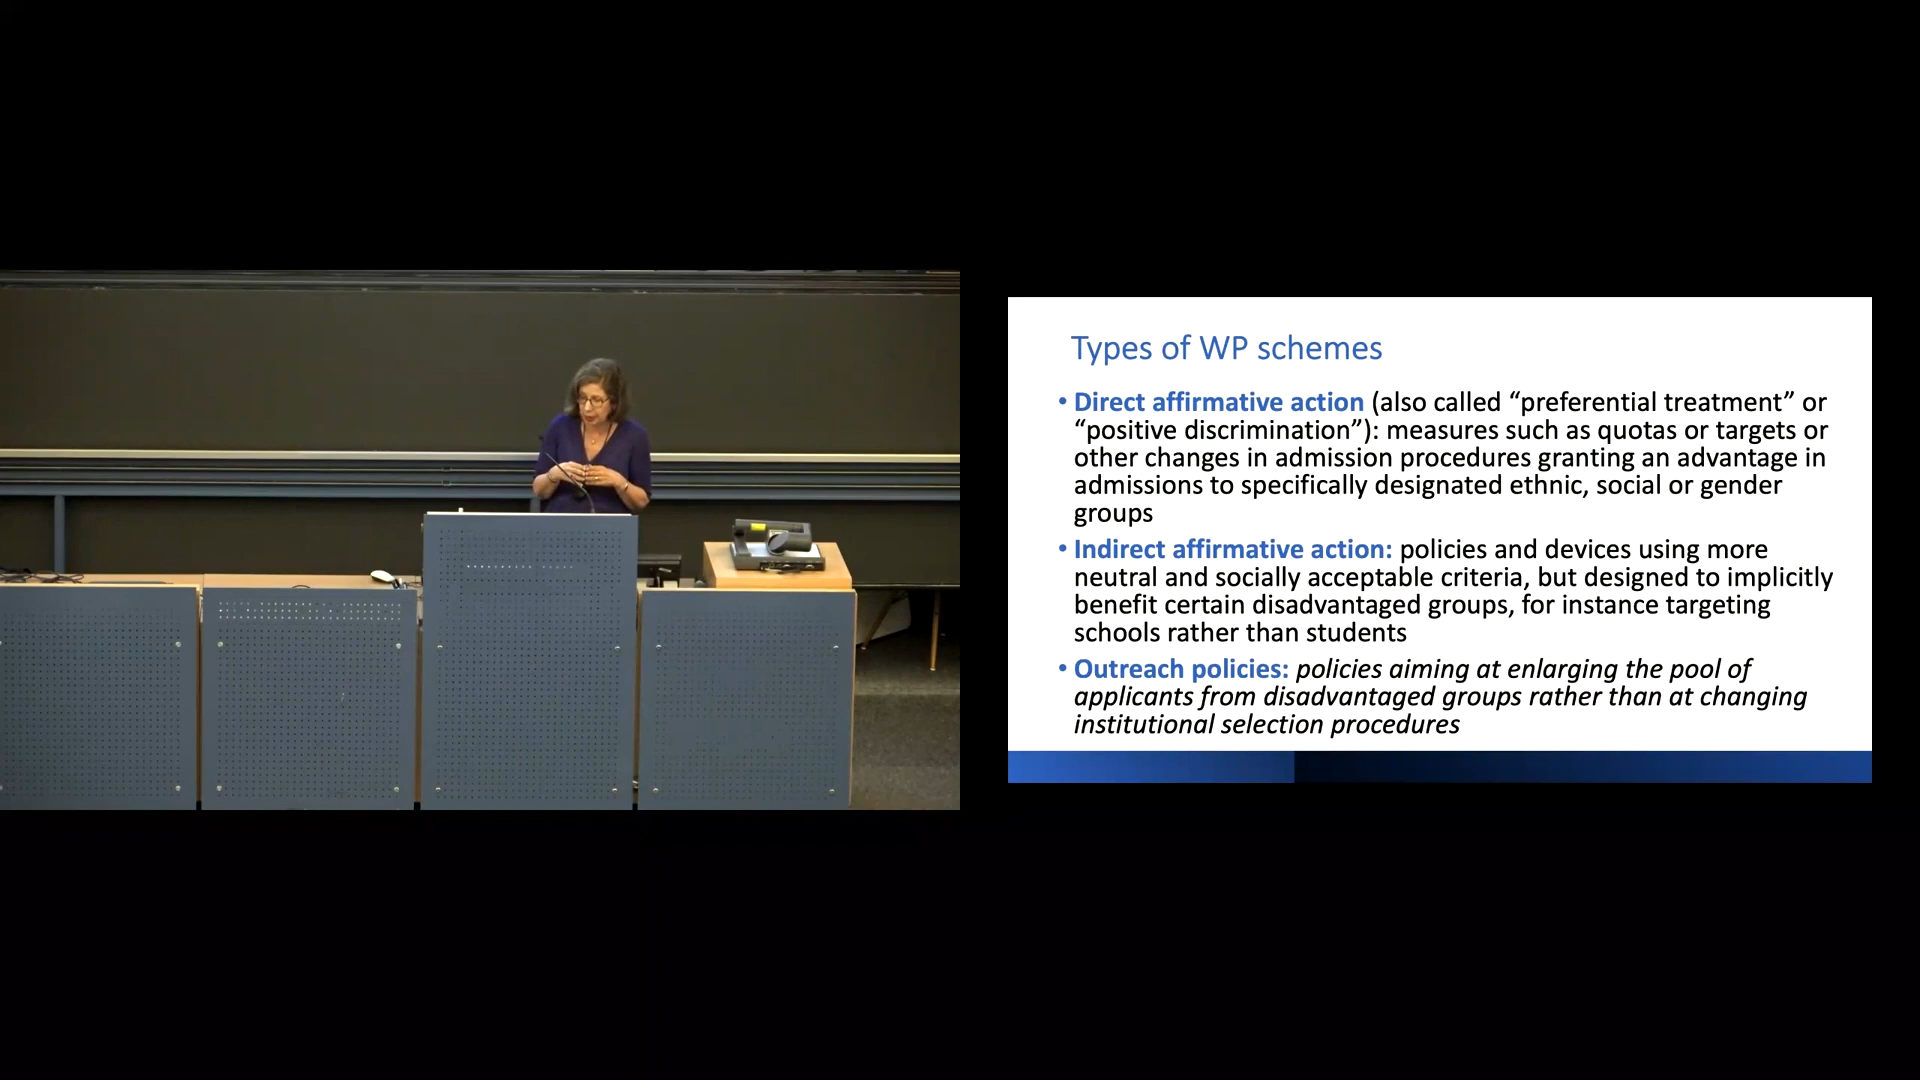 Types of WP schemes
• Direct affirmative action (also called “preferential treatment” or
“positive discrimination”): measures such as quotas or targets or
other changes in admission procedures granting an advantage in
admissions to specifically designated ethnic, social or gender
groups
• Indirect affirmative action: policies and devices using more
neutral and socially acceptable criteria, but designed to implicitly
benefit certain disadvantaged groups, for instance targeting
schools rather than students
• Outreach policies: policies aiming at enlarging the pool of
applicants from disadvantaged groups rather than at changing
institutional selection procedures